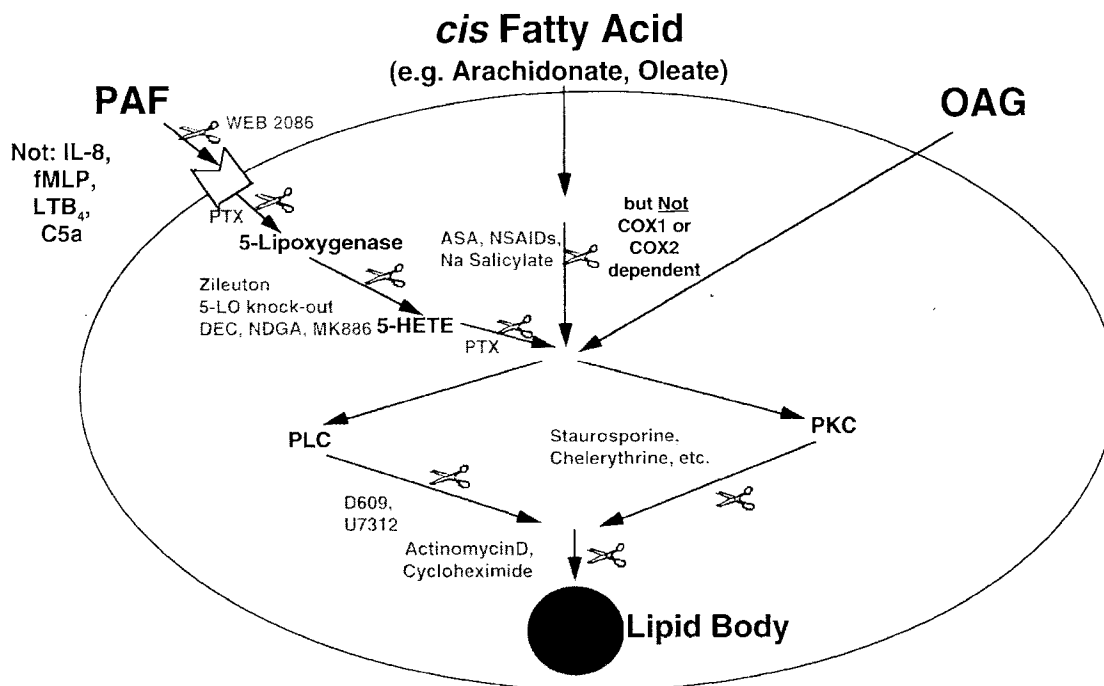 cis Fatty Acid
(e.g. Arachidonate, Oleate)
PAF
OAG
WEB 2086
Not: IL-8,
fMLP,
LTB4,
C5a
PTX
5-Lipoxygenase
but Not
COX1 or
COX2
dependent
ASA, NSAIDs,
Na Salicylate
Zileuton
5-LO knock-out
DEC, NDGA, MK886
5-HETE
PTX
PLC
PKC
Staurosporine,
Chelerythrine, etc.
D609,
U7312
ActinomycinD,
Cycloheximide
Lipid Body